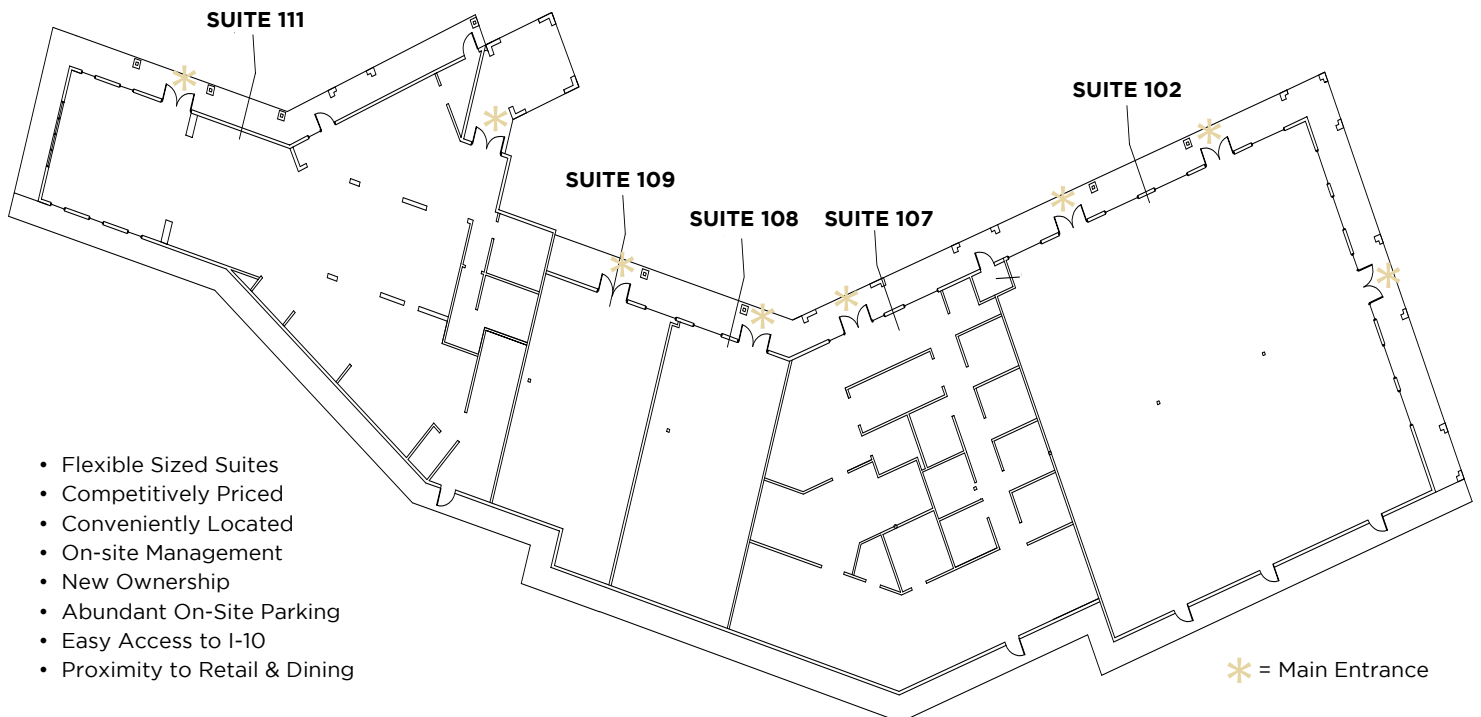 SUITE 111
SUITE 102
SUITE 109
SUITE 108
SUITE 107
• Flexible Sized Suites
• Competitively Priced
• Conveniently Located
• On-site Management
• New Ownership
• Abundant On-Site Parking
• Easy Access to I-10
• Proximity to Retail & Dining
* = Main Entrance